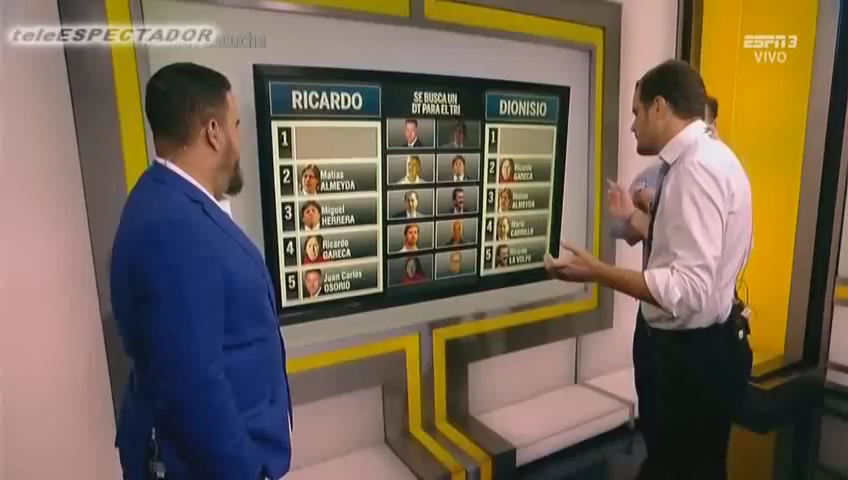 teleESPECTADOR
ESPN3
VIVO
RICARDO
SE BUSCA UN
DT PARA EL TRI
DIONISIO
1
2 Matías
ALMEYDA
3 Miguel
HERRERA
4 Ricardo
GARECA
5 Juan Carlos
OSORIO
1
2 Ricardo
GARECA
3 Matías
ALMEYDA
4 Mario
CARRILLO
5 Ricardo
LA VOLPE